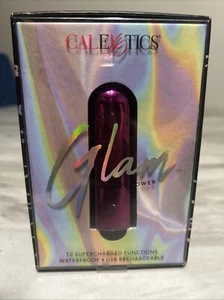 CALEXOTICS
Glam
POWER
10 SUPERCHARGED FUNCTIONS
WATERPROOF • USB RECHARGEABLE